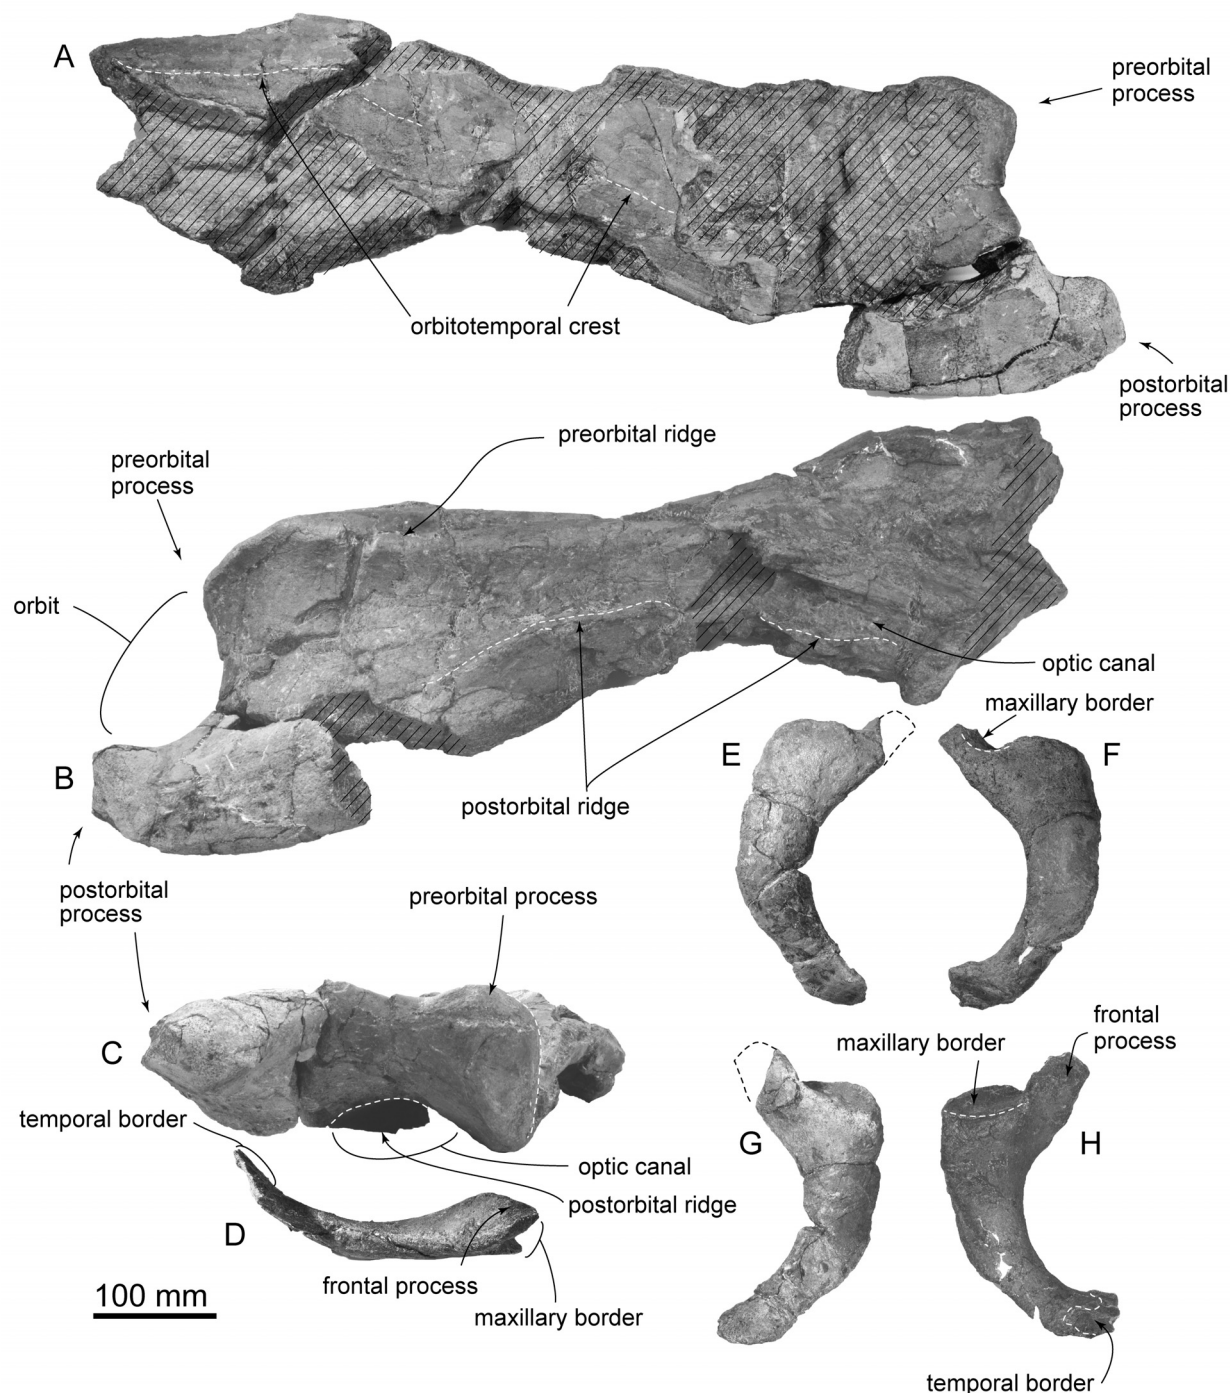 A
preorbital
process
orbitotemporal crest
postorbital
process
preorbital ridge
preorbital
process
orbit
optic canal
maxillary border
B
E
F
postorbital ridge
postorbital
process
preorbital process
frontal
process
C
maxillary border
temporal border
G
H
optic canal
postorbital ridge
D
frontal process
100 mm
maxillary border
temporal border